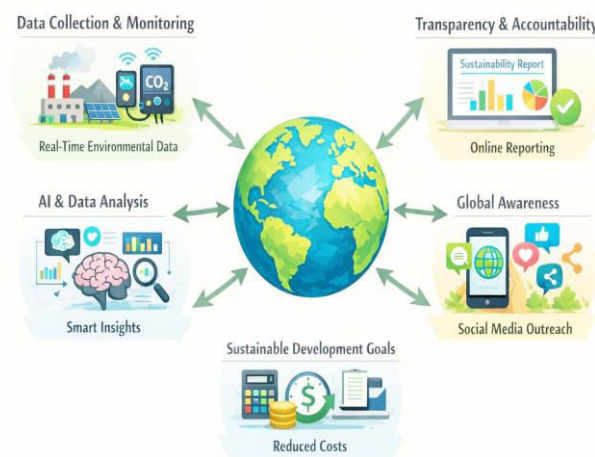 Data Collection & Monitoring
CO₂
Real-Time Environmental Data
Transparency & Accountability
Sustainability Report
Online Reporting
AI & Data Analysis
Smart Insights
Global Awareness
Social Media Outreach
Sustainable Development Goals
$
Reduced Costs